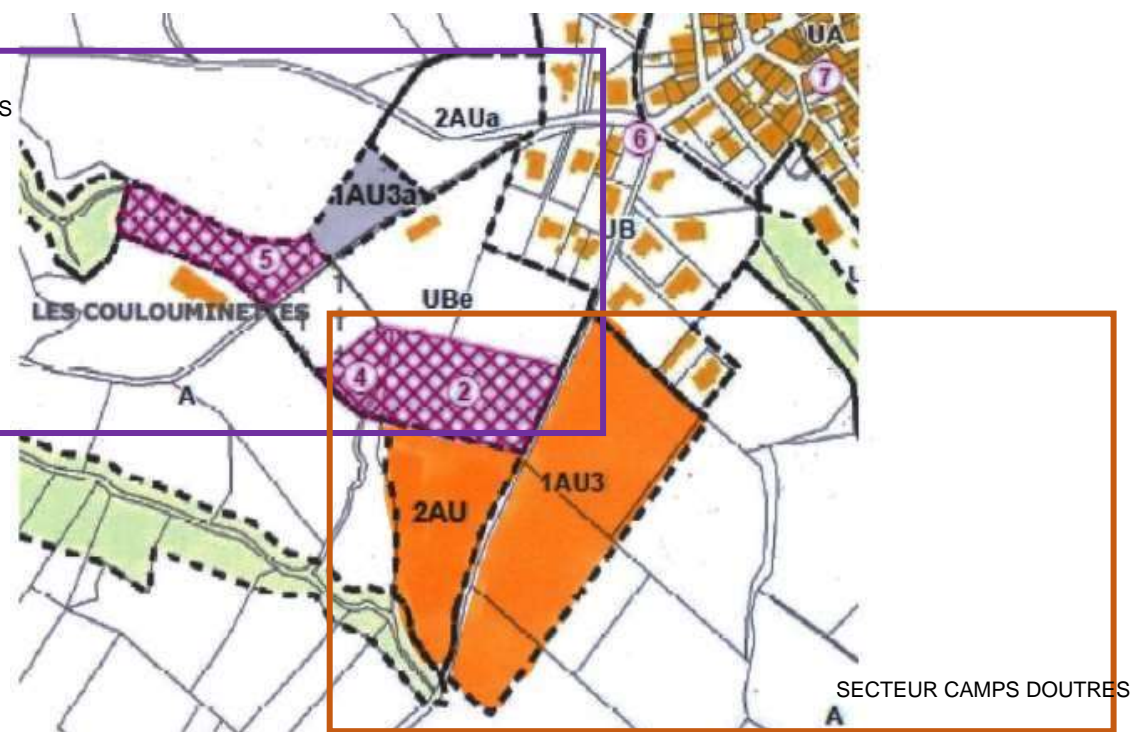 UA
7
S
2AUa
6
1AU3a
UB
5
UBe
U
LES COULOUMINETTES
4
2
A
1AU3
2AU
SECTEUR CAMPS DOUTRES
A